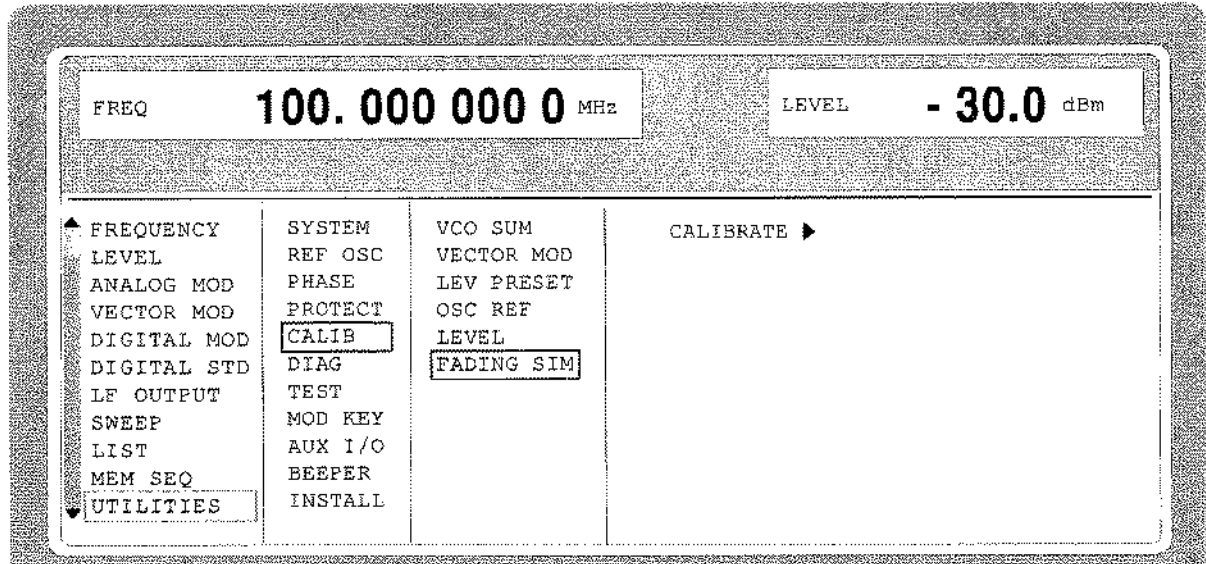 FREQ 100. 000 000 0 MHz LEVEL - 30.0 dBm
FREQUENCY
LEVEL
ANALOG MOD
VECTOR MOD
DIGITAL MOD
DIGITAL STD
LF OUTPUT
SWEEP
LIST
MEM SEQ
UTILITIES
SYSTEM
REF OSC
PHASE
PROTECT
CALIB
DIAG
TEST
MOD KEY
AUX I/O
BEEPER
INSTALL
VCO SUM
VECTOR MOD
LEV PRESET
OSC REF
LEVEL
FADING SIM
CALIBRATE ▶